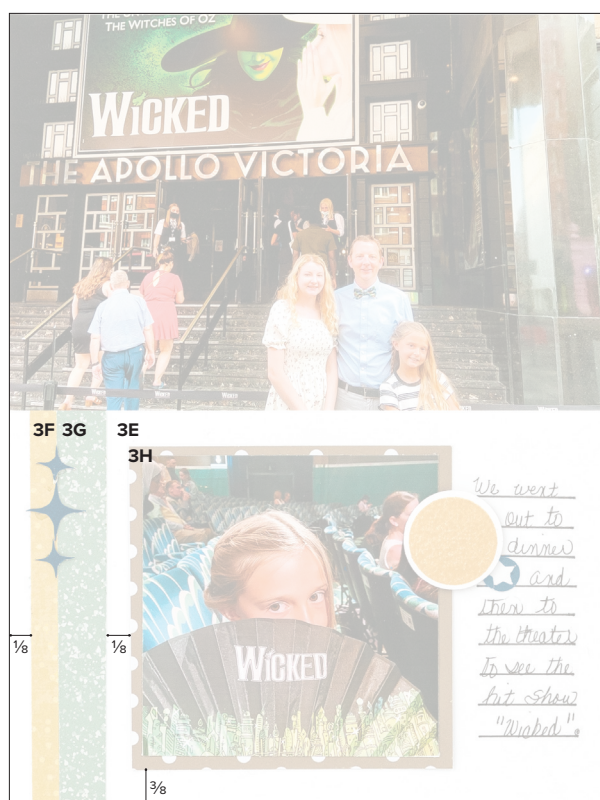 THE WITCHES OF OZ
WICKED
THE APOLLO VICTORIA
3F 3G 3E
3H
We went
out to
dinner
and
then to
the theater
to see the
hit show
"Wicked".
WICKED
⅛
⅛
⅜